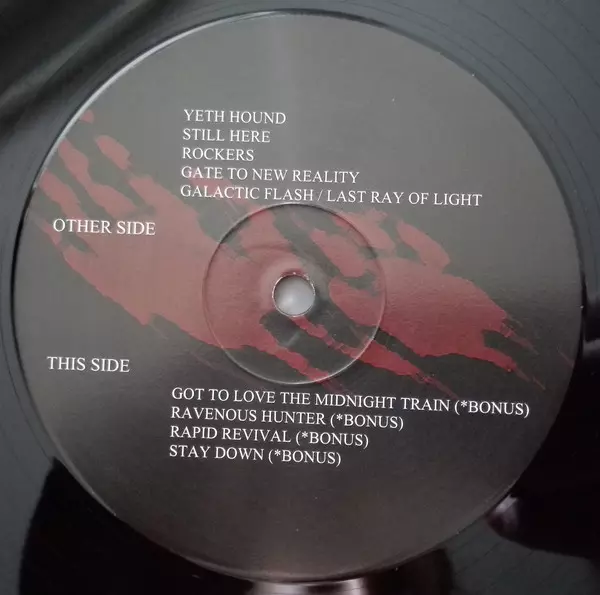 YETH HOUND
STILL HERE
ROCKERS
GATE TO NEW REALITY
GALACTIC FLASH / LAST RAY OF LIGHT
OTHER SIDE
THIS SIDE
GOT TO LOVE THE MIDNIGHT TRAIN (*BONUS)
RAVENOUS HUNTER (*BONUS)
RAPID REVIVAL (*BONUS)
STAY DOWN (*BONUS)